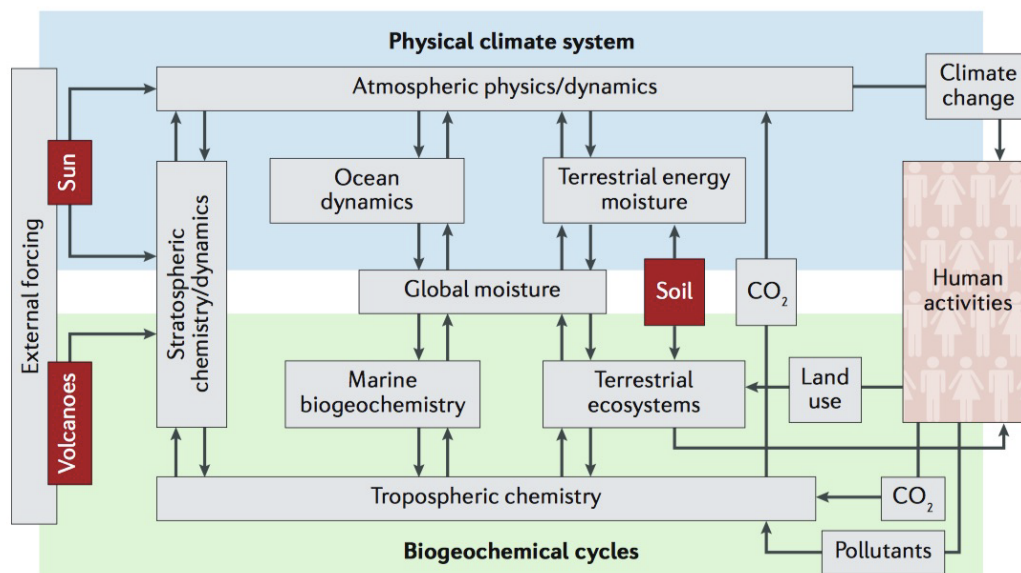 Physical climate system
Atmospheric physics/dynamics
Climate
change
External forcing
Sun
Stratospheric
chemistry/dynamics
Ocean
dynamics
Terrestrial energy
moisture
Human
activities
Global moisture
Soil
CO₂
Volcanoes
Marine
biogeochemistry
Terrestrial
ecosystems
Land
use
Tropospheric chemistry
CO₂
Pollutants
Biogeochemical cycles